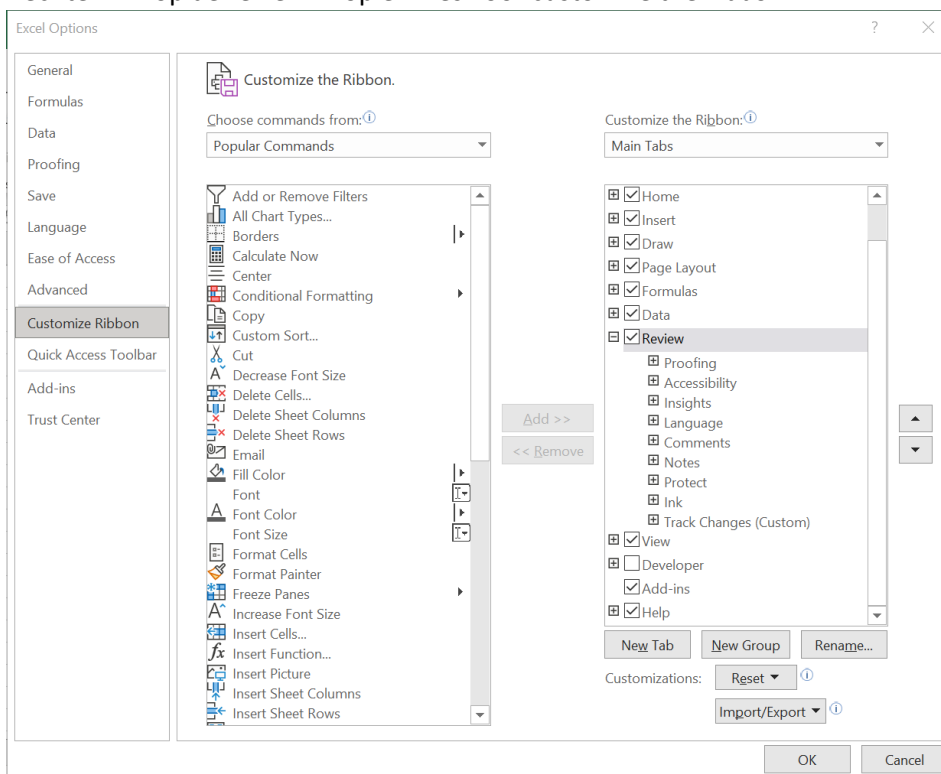 Excel Options
?
General
Formulas
Data
Proofing
Save
Language
Ease of Access
Advanced
Customize Ribbon
Quick Access Toolbar
Add-ins
Trust Center
Customize the Ribbon.
Choose commands from:
Popular Commands
Add or Remove Filters
All Chart Types...
Borders
Calculate Now
Center
Conditional Formatting
Copy
Custom Sort...
Cut
Decrease Font Size
Delete Cells...
Delete Sheet Columns
Delete Sheet Rows
Email
Fill Color
Font
Font Color
Font Size
Format Cells
Format Painter
Freeze Panes
Increase Font Size
Insert Cells...
Insert Function...
Insert Picture
Insert Sheet Columns
Insert Sheet Rows
Add >>
<< Remove
Customize the Ribbon:
Main Tabs
Home
Insert
Draw
Page Layout
Formulas
Data
Review
Proofing
Accessibility
Insights
Language
Comments
Notes
Protect
Ink
Track Changes (Custom)
View
Developer
Add-ins
Help
New Tab
New Group
Rename...
Customizations:
Reset
Import/Export
OK
Cancel